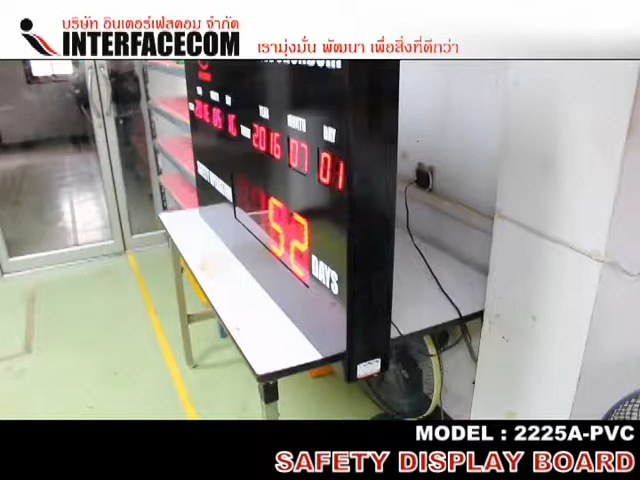 บริษัท อินเตอร์เฟสคอม จำกัด
INTERFACECOM
เรามุ่งมั่น พัฒนา เพื่อสิ่งที่ดีกว่า
YEAR MONTH DAY
2016 07 01
52
DAYS
MODEL : 2225A-PVC
SAFETY DISPLAY BOARD